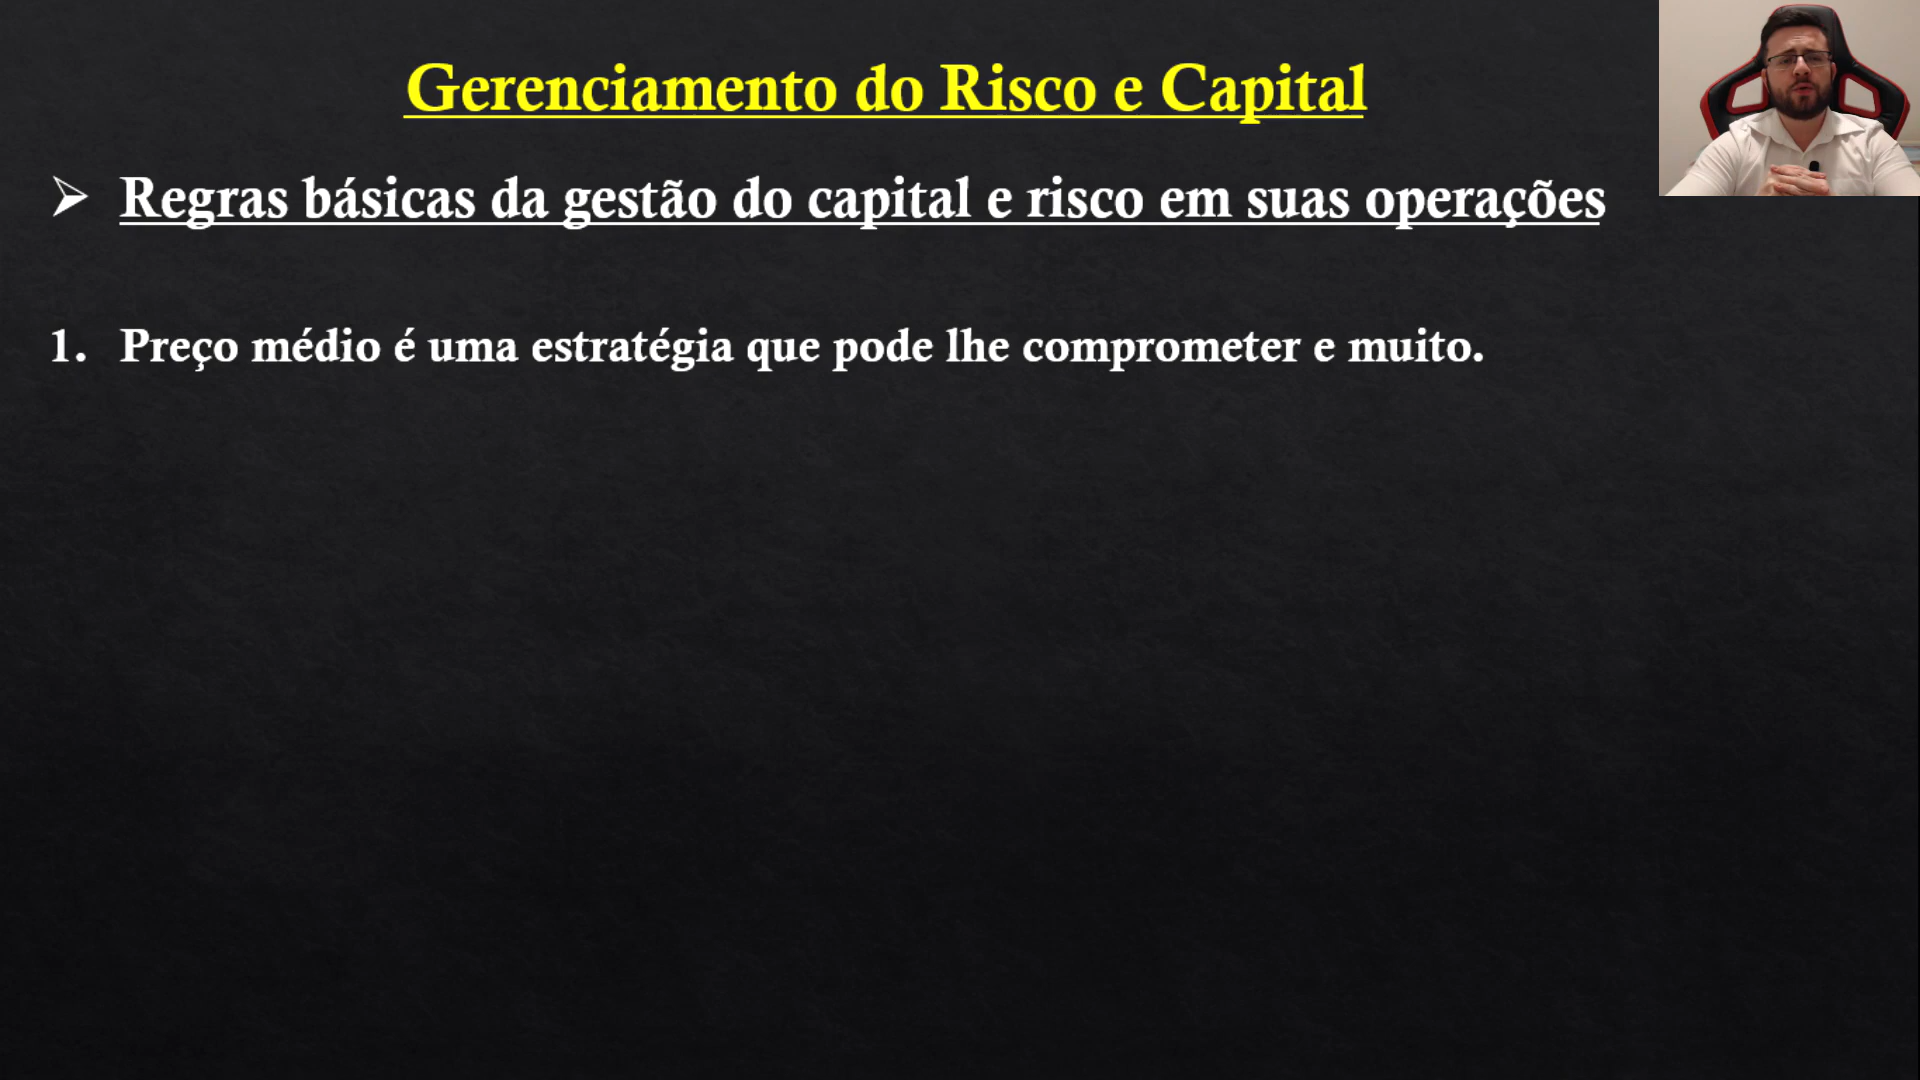 Gerenciamento do Risco e Capital
➢ Regras básicas da gestão do capital e risco em suas operações
1. Preço médio é uma estratégia que pode lhe comprometer e muito.